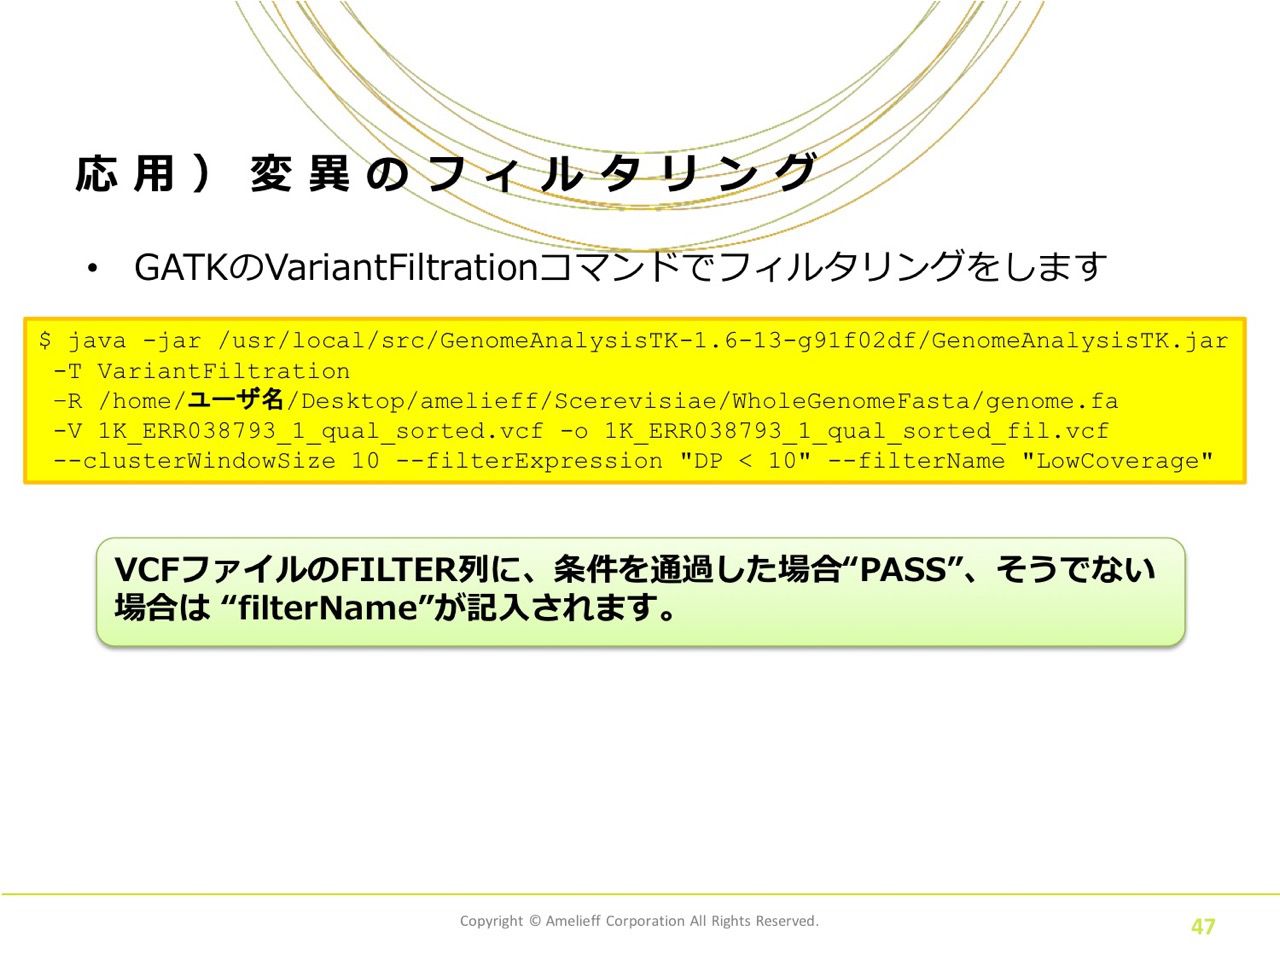 応用）変異のフィルタリング
• GATKのVariantFiltrationコマンドでフィルタリングをします
$ java -jar /usr/local/src/GenomeAnalysisTK-1.6-13-g91f02df/GenomeAnalysisTK.jar
-T VariantFiltration
–R /home/ユーザ名/Desktop/amelieff/Scerevisiae/WholeGenomeFasta/genome.fa
-V 1K_ERR038793_1_qual_sorted.vcf -o 1K_ERR038793_1_qual_sorted_fil.vcf
--clusterWindowSize 10 --filterExpression "DP < 10" --filterName "LowCoverage"
VCFファイルのFILTER列に、条件を通過した場合“PASS”、そうでない
場合は “filterName”が記入されます。
Copyright © Amelieff Corporation All Rights Reserved.
47